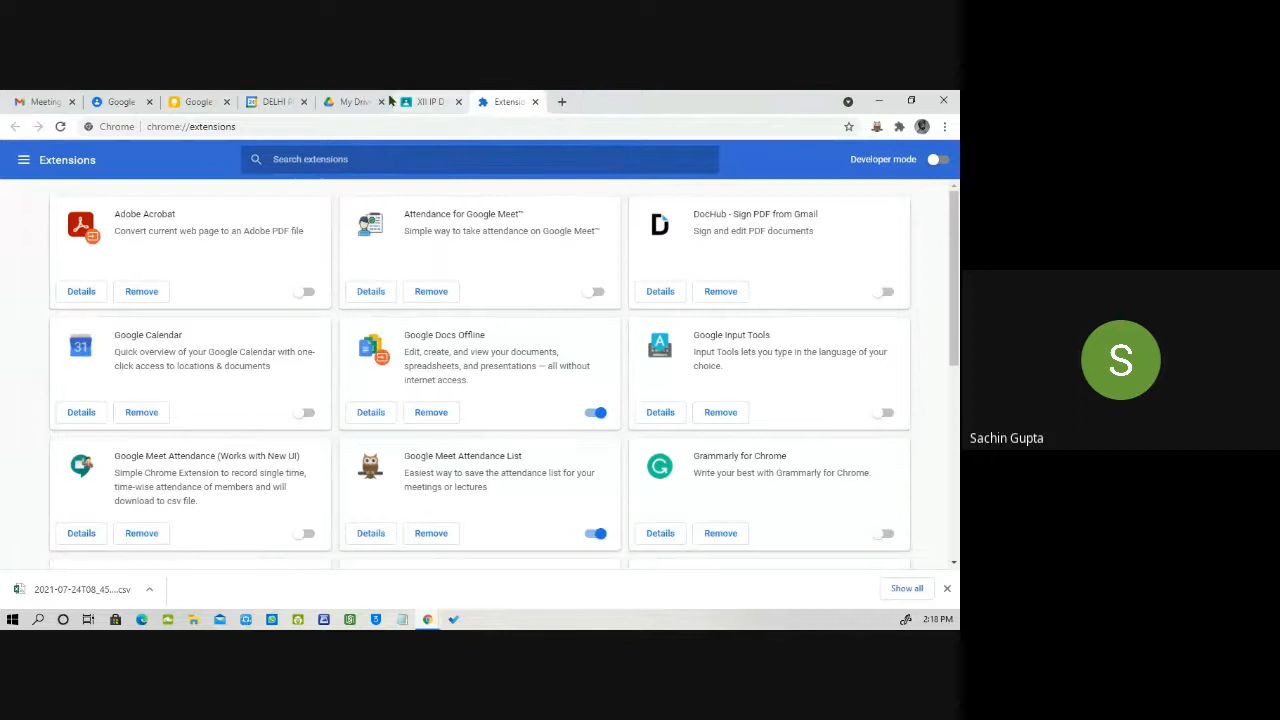 Meeting
Google
Google
DELHI P
My Driv
XII IP D
Extensio
Chrome
chrome://extensions
Extensions
Search extensions
Developer mode
Adobe Acrobat
Convert current web page to an Adobe PDF file
Details
Remove
Attendance for Google Meet™
Simple way to take attendance on Google Meet™
Details
Remove
DocHub - Sign PDF from Gmail
Sign and edit PDF documents
Details
Remove
31
Google Calendar
Quick overview of your Google Calendar with one-
click access to locations & documents
Details
Remove
Google Docs Offline
Edit, create, and view your documents,
spreadsheets, and presentations — all without
internet access.
Details
Remove
A
Google Input Tools
Input Tools lets you type in the language of your
choice.
Details
Remove
Google Meet Attendance (Works with New UI)
Simple Chrome Extension to record single time,
time-wise attendance of members and will
download to csv file.
Details
Remove
Google Meet Attendance List
Easiest way to save the attendance list for your
meetings or lectures
Details
Remove
Grammarly for Chrome
Write your best with Grammarly for Chrome.
Details
Remove
2021-07-24T08_45....csv
Show all
2:18 PM
S
Sachin Gupta